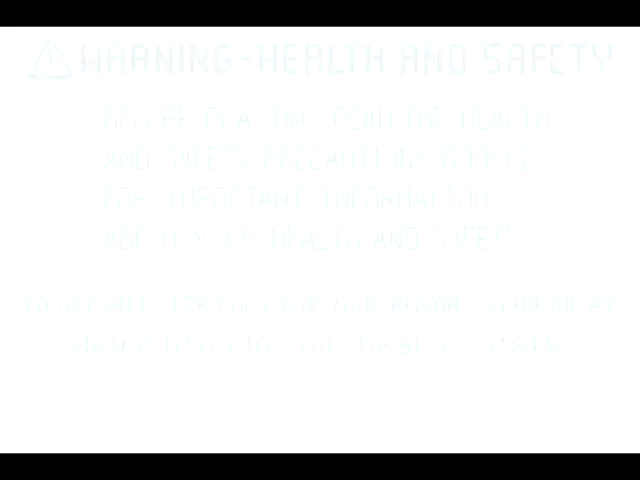 WARNING-HEALTH AND SAFETY
BEFORE PLAYING, READ THE HEALTH
AND SAFETY PRECAUTIONS BOOKLET
FOR IMPORTANT INFORMATION
ABOUT YOUR HEALTH AND SAFETY
TO GET AN EXTRA COPY FOR YOUR REGION, GO ONLINE AT